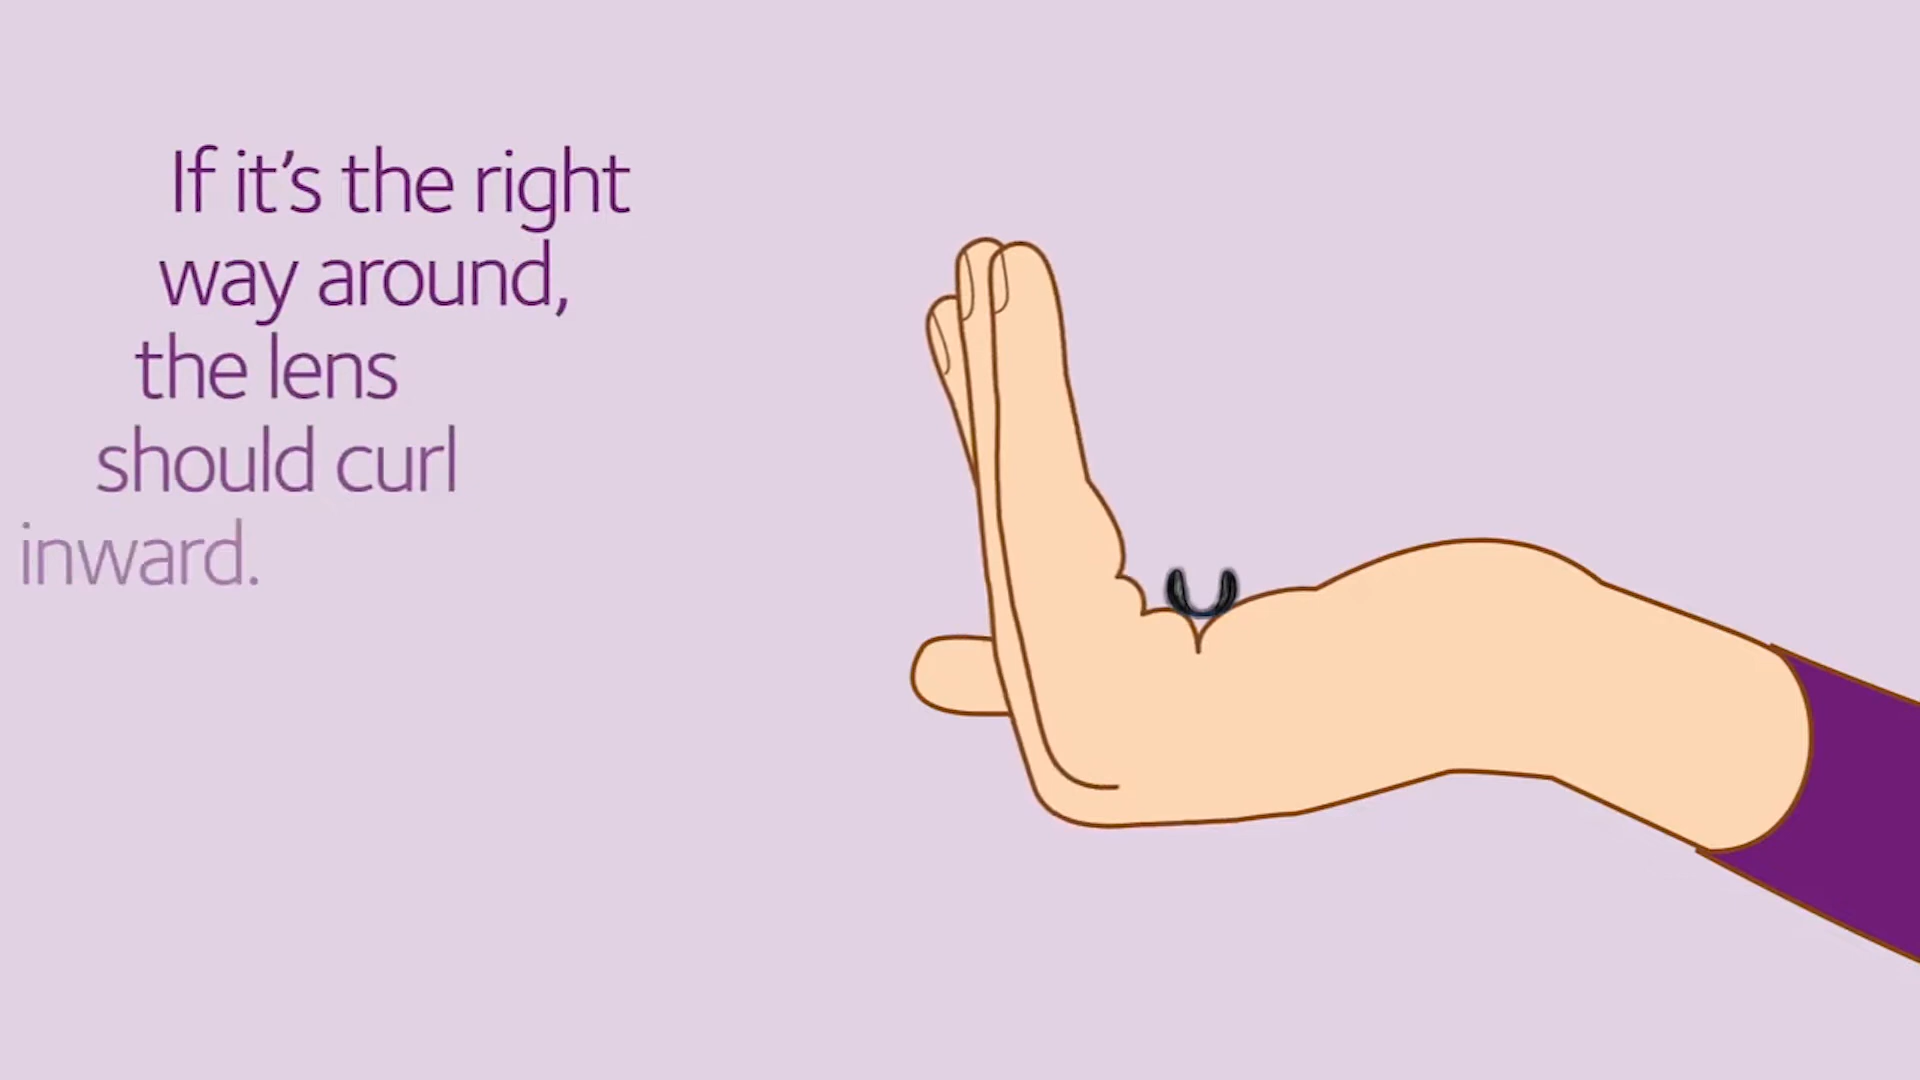 If it’s the right
way around,
the lens
should curl
inward.